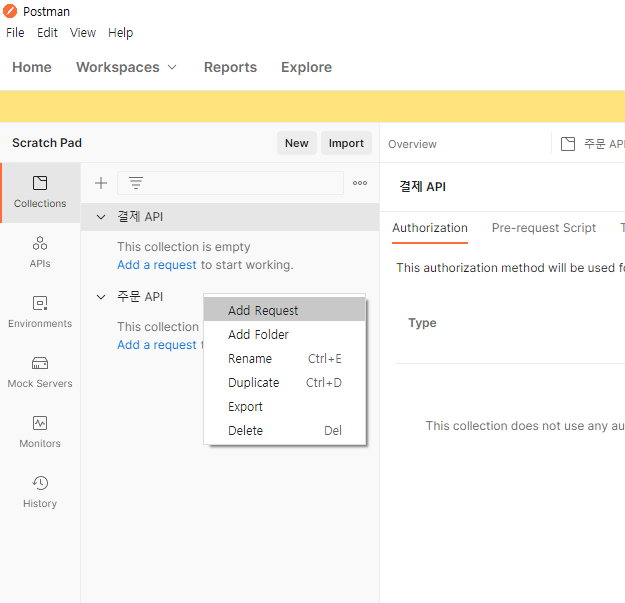 Postman
File Edit View Help
Home Workspaces Reports Explore
Scratch Pad New Import Overview 주문 API
Collections
APIs
Environments
Mock Servers
Monitors
History
결제 API
This collection is empty
Add a request to start working.
주문 API
This collection
Add a request
Add Request
Add Folder
Rename Ctrl+E
Duplicate Ctrl+D
Export
Delete Del
결제 API
Authorization Pre-request Script
This authorization method will be used
Type
This collection does not use any